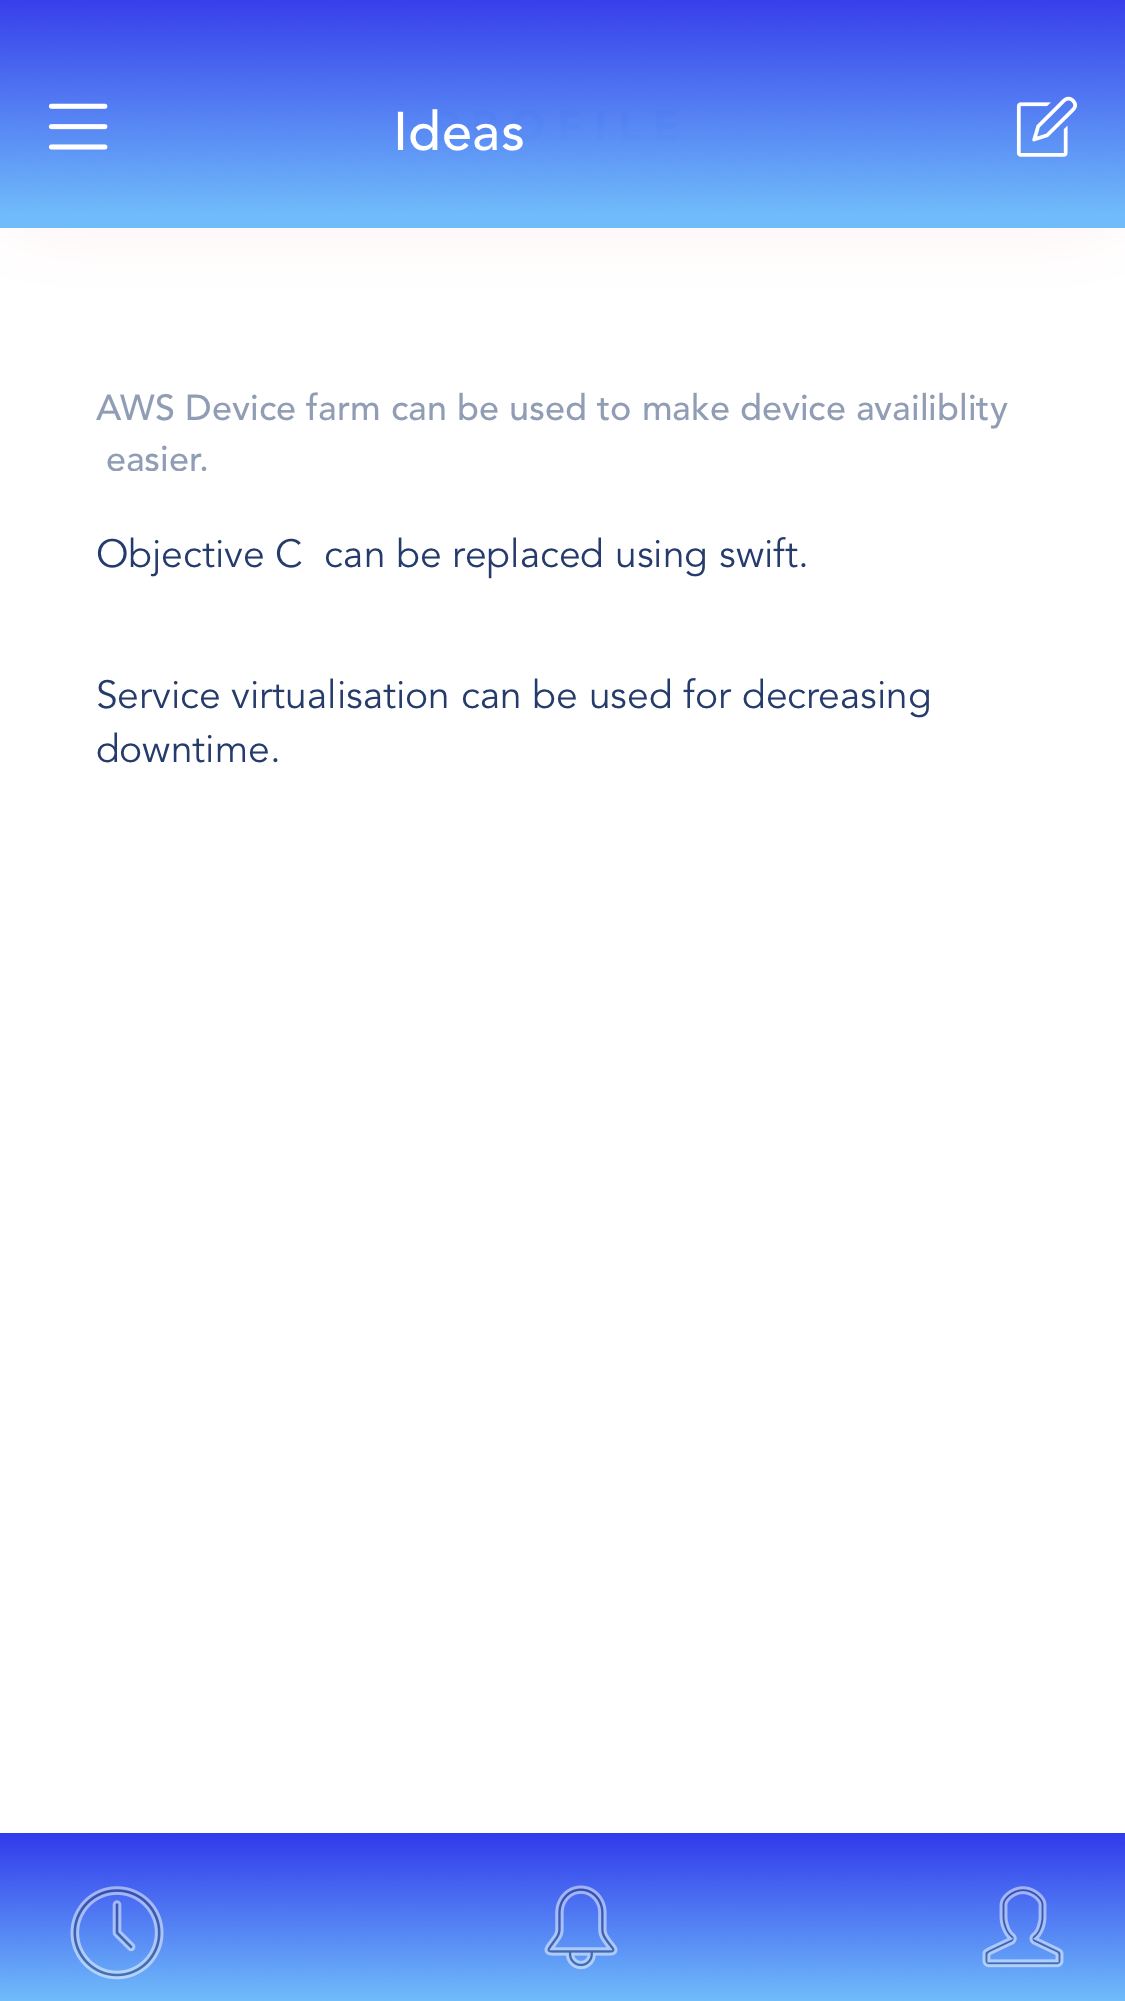 Ideas
AWS Device farm can be used to make device availiblity
easier.
Objective C  can be replaced using swift.
Service virtualisation can be used for decreasing
downtime.